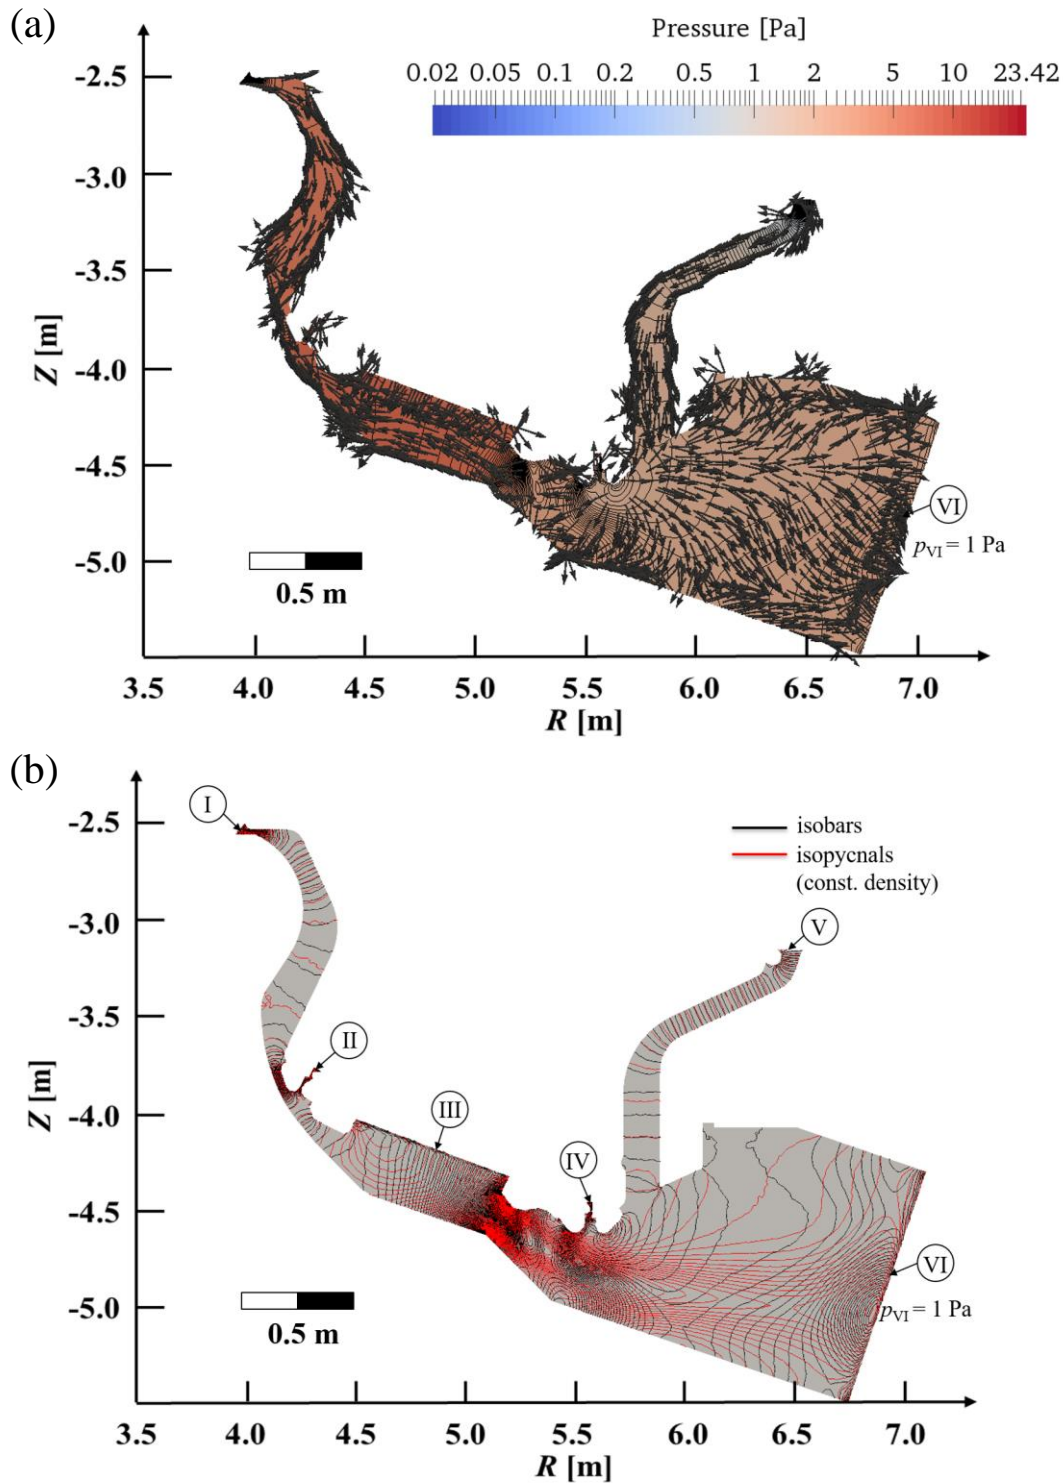 (a)
Pressure [Pa]
0.02 0.05 0.1 0.2 0.5 1 2 5 10 23.42
-2.5
-3.0
-3.5
-4.0
-4.5
-5.0
Z [m]
VI
pVI = 1 Pa
0.5 m
3.5 4.0 4.5 5.0 5.5 6.0 6.5 7.0
R [m]
(b)
I
isobars
isopycnals
(const. density)
-2.5
-3.0
-3.5
-4.0
-4.5
-5.0
Z [m]
V
II
III
IV
VI
pVI = 1 Pa
0.5 m
3.5 4.0 4.5 5.0 5.5 6.0 6.5 7.0
R [m]